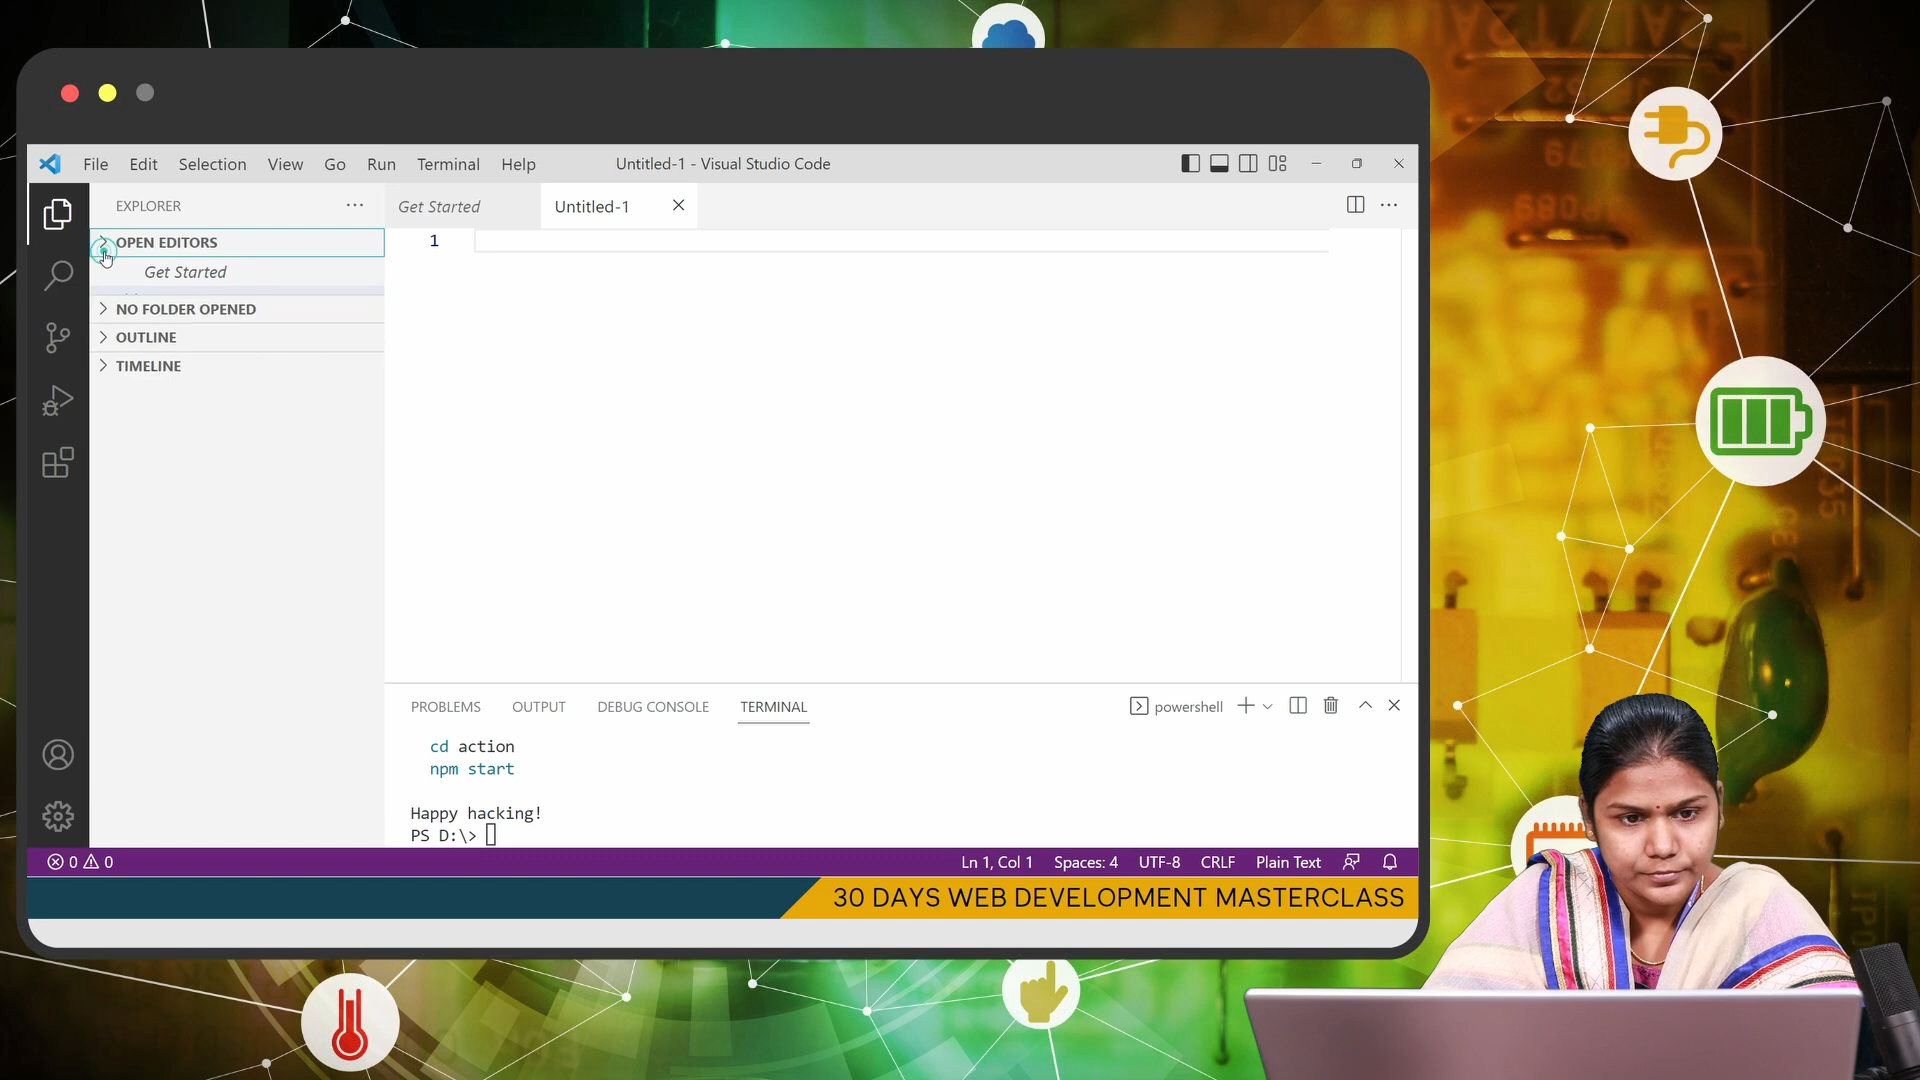 File Edit Selection View Go Run Terminal Help Untitled-1 - Visual Studio Code
EXPLORER
Get Started
Untitled-1
OPEN EDITORS
Get Started
NO FOLDER OPENED
OUTLINE
TIMELINE
1
PROBLEMS OUTPUT DEBUG CONSOLE TERMINAL powershell
cd action
npm start
Happy hacking!
PS D:\>
0 0 Ln 1, Col 1 Spaces: 4 UTF-8 CRLF Plain Text
30 DAYS WEB DEVELOPMENT MASTERCLASS